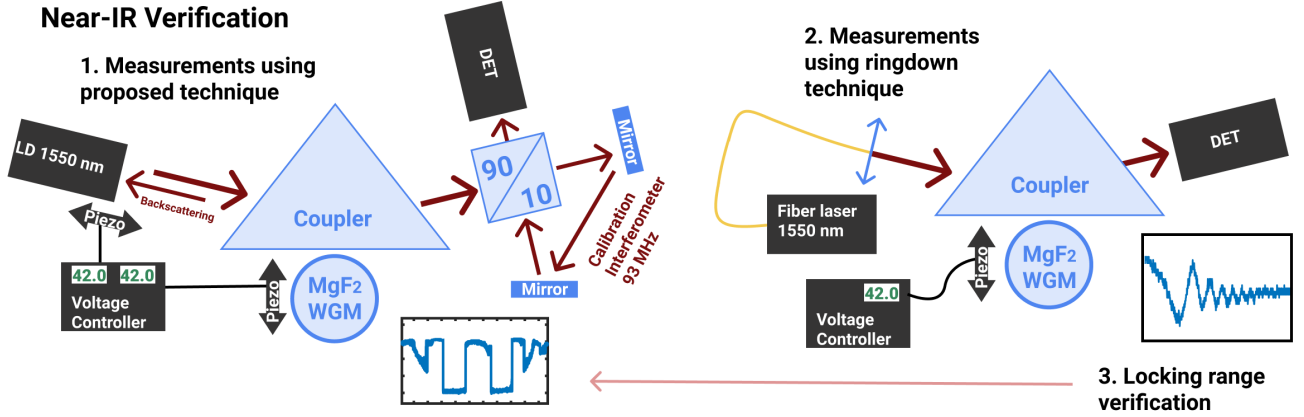 Near-IR Verification
1. Measurements using
proposed technique
LD 1550 nm
Backscattering
Piezo
42.0 42.0
Voltage
Controller
Piezo
Coupler
MgF2
WGM
DET
90
10
Mirror
Mirror
Calibration
Interferometer
93 MHz
2. Measurements
using ringdown
technique
Fiber laser
1550 nm
Coupler
DET
42.0
Voltage
Controller
Piezo
MgF2
WGM
3. Locking range
verification